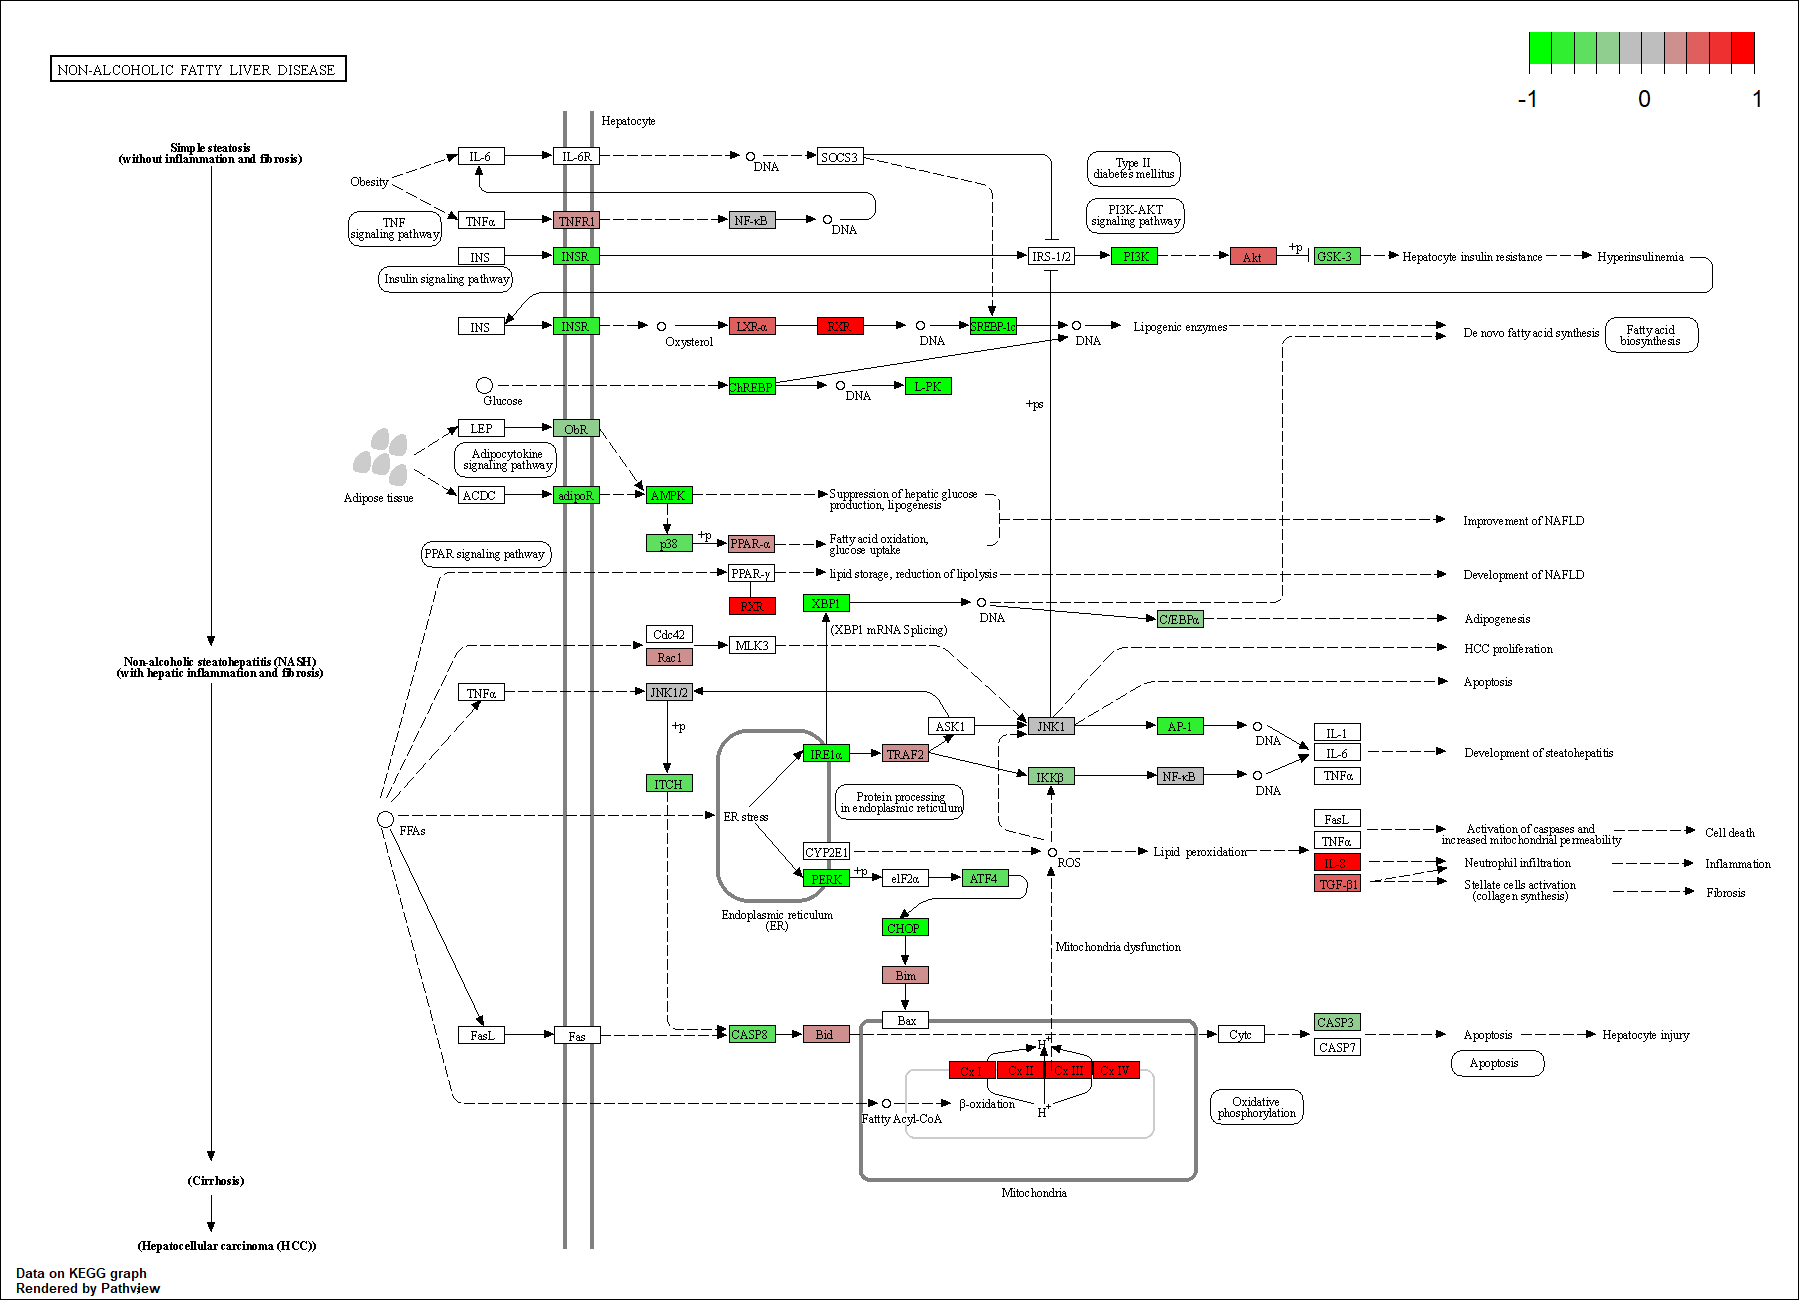 NON-ALCOHOLIC FATTY LIVER DISEASE
-1
0
1
Hepatocyte
Simple steatosis
(without inflammation and fibrosis)
Obesity
IL-6
IL-6R
DNA
SOCS3
Type II
diabetes mellitus
TNF
signaling pathway
TNFα
TNFR1
NF-κB
DNA
PI3K-AKT
signaling pathway
INS
INSR
IRS-1/2
PI3K
Akt
+p
GSK-3
Hepatocyte insulin resistance
Hyperinsulinemia
Insulin signaling pathway
INS
INSR
Oxysterol
LXR-α
RXR
DNA
SREBP-1c
DNA
Lipogenic enzymes
De novo fatty acid synthesis
Fatty acid
biosynthesis
Glucose
ChREBP
DNA
L-PK
+ps
LEP
ObR
Adipocytokine
signaling pathway
Adipose tissue
ACDC
adipoR
AMPK
Suppression of hepatic glucose
production, lipogenesis
Improvement of NAFLD
p38
+p
PPAR-α
Fatty acid oxidation,
glucose uptake
PPAR signaling pathway
PPAR-γ
lipid storage, reduction of lipolysis
Development of NAFLD
RXR
XBP1
DNA
(XBP1 mRNA Splicing)
C/EBPα
Adipogenesis
Cdc42
Rac1
MLK3
HCC proliferation
Non-alcoholic steatohepatitis (NASH)
(with hepatic inflammation and fibrosis)
Apoptosis
TNFα
JNK1/2
+p
ASK1
JNK1
AP-1
DNA
IL-1
IL-6
TNFα
Development of steatohepatitis
IRE1α
TRAF2
IKKβ
NF-κB
DNA
ITCH
Protein processing
in endoplasmic reticulum
FFAs
ER stress
CYP2E1
ROS
Lipid peroxidation
FasL
TNFα
IL-8
TGF-β1
Activation of caspases and
increased mitochondrial permeability
Cell death
Neutrophil infiltration
Inflammation
Stellate cells activation
(collagen synthesis)
Fibrosis
PERK
+p
eIF2α
ATF4
Endoplasmic reticulum
(ER)
CHOP
Mitochondria dysfunction
Bim
Bax
FasL
Fas
CASP8
Bid
Cytc
CASP3
CASP7
Apoptosis
Hepatocyte injury
Apoptosis
H+
Cx I
Cx II
Cx III
Cx IV
β-oxidation
H+
Fattty Acyl-CoA
Oxidative
phosphorylation
Mitochondria
(Cirrhosis)
(Hepatocellular carcinoma (HCC))
Data on KEGG graph
Rendered by Pathview